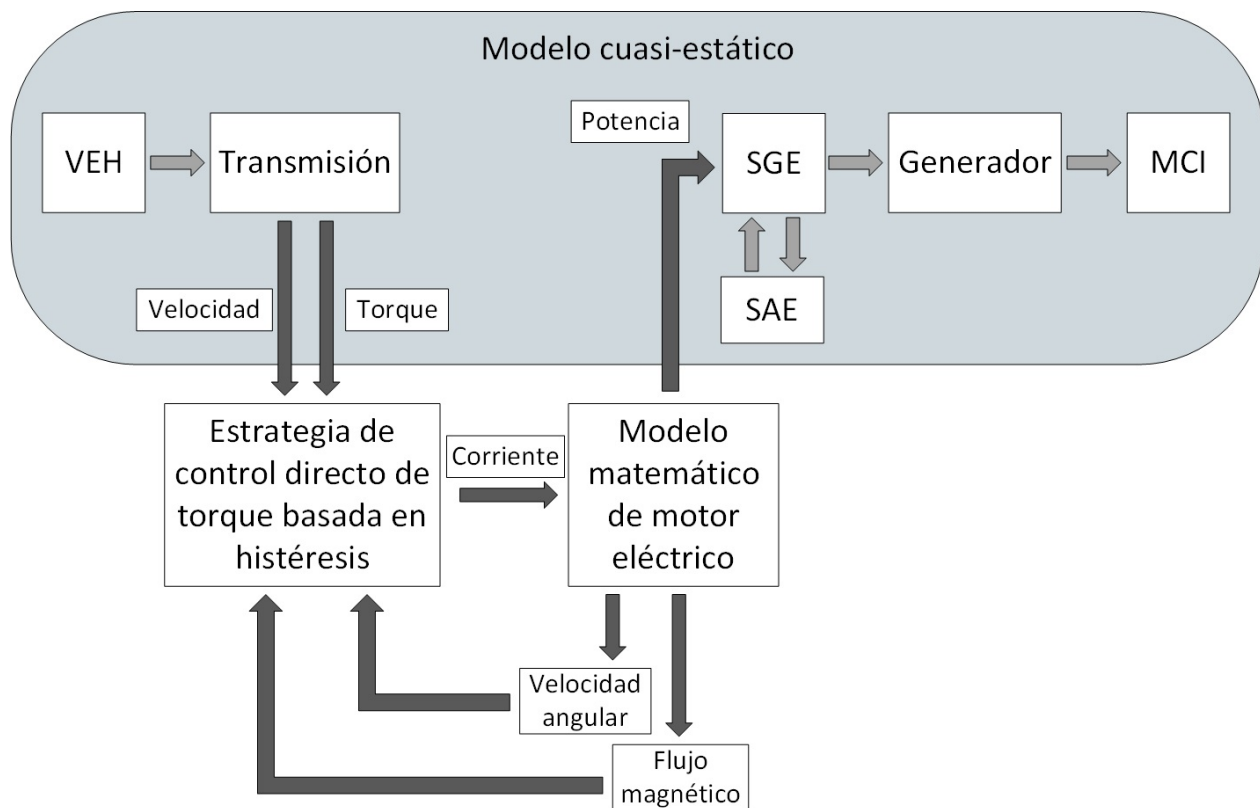 Modelo cuasi-estático
VEH
Transmisión
Potencia
SGE
Generador
MCI
Velocidad
Torque
SAE
Estrategia de
control directo de
torque basada en
histéresis
Corriente
Modelo
matemático
de motor
eléctrico
Velocidad
angular
Flujo
magnético